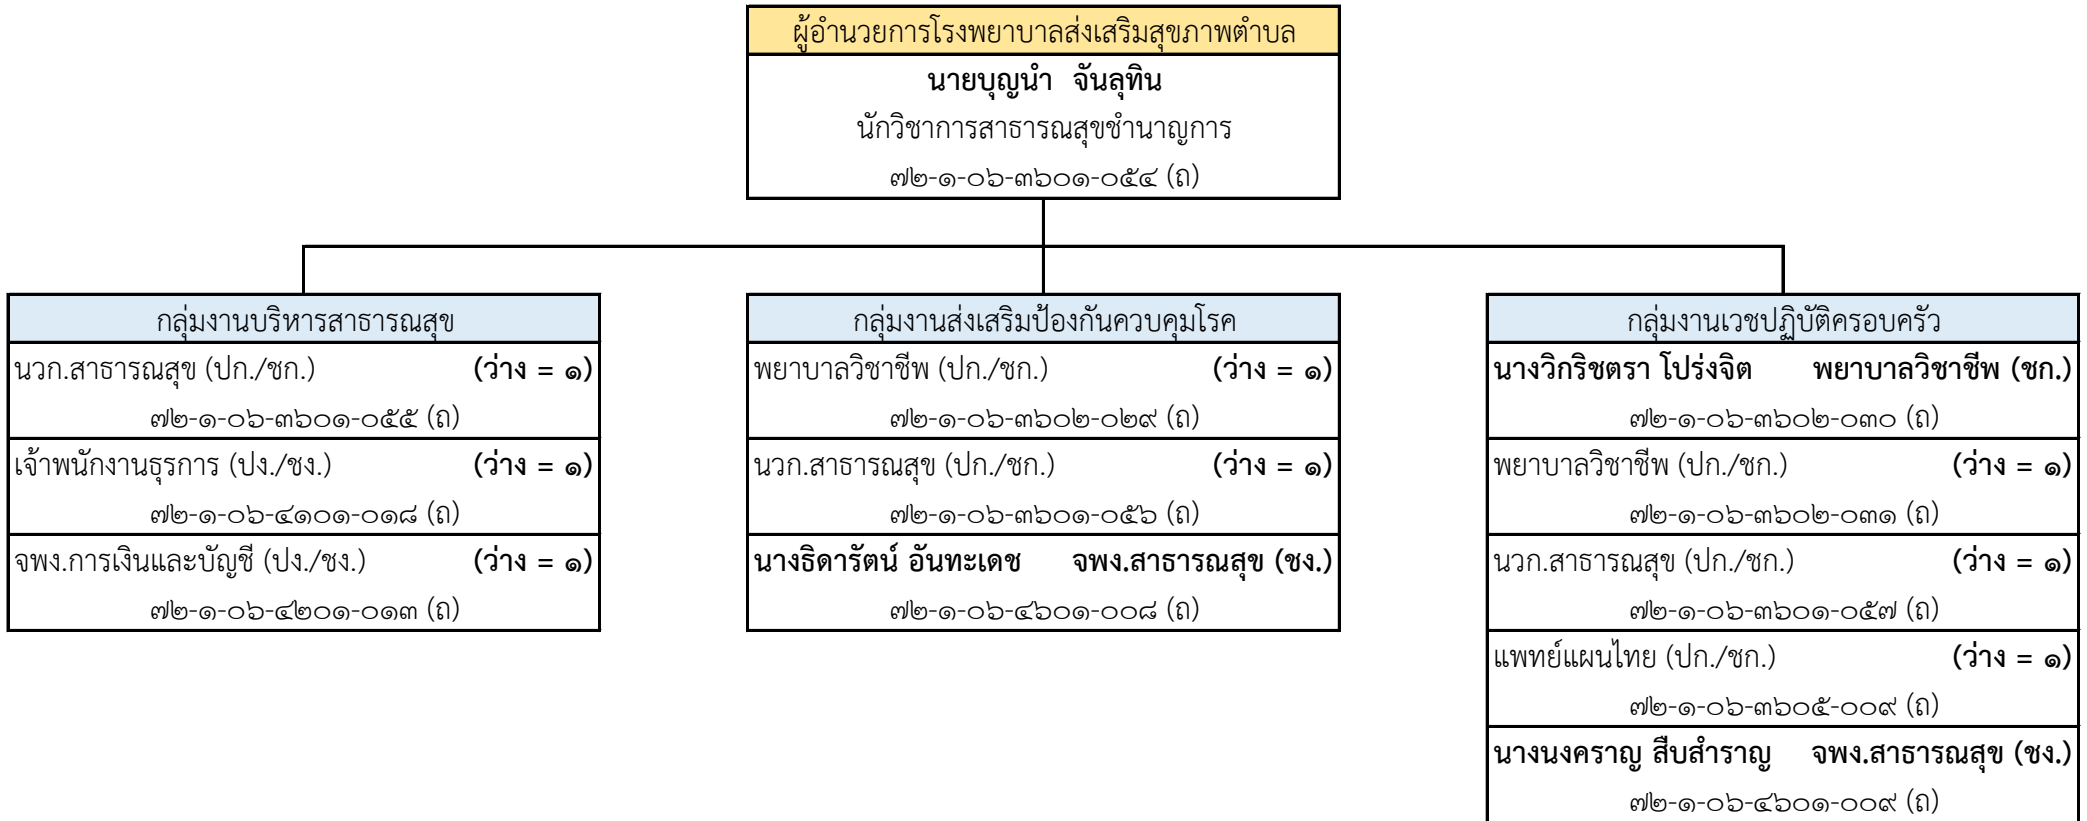 ผู้อำนวยการโรงพยาบาลส่งเสริมสุขภาพตำบล
นายบุญนำ จันลุทิน
นักวิชาการสาธารณสุขชำนาญการ
๗๒-๑-๐๖-๓๖๐๑-๐๕๔ (ถ)
กลุ่มงานบริหารสาธารณสุข
นวก.สาธารณสุข (ปก./ชก.) (ว่าง = ๑)
๗๒-๑-๐๖-๓๖๐๑-๐๕๕ (ถ)
เจ้าพนักงานธุรการ (ปง./ชง.) (ว่าง = ๑)
๗๒-๑-๐๖-๔๑๐๑-๐๑๘ (ถ)
จพง.การเงินและบัญชี (ปง./ชง.) (ว่าง = ๑)
๗๒-๑-๐๖-๔๒๐๑-๐๑๓ (ถ)
กลุ่มงานส่งเสริมป้องกันควบคุมโรค
พยาบาลวิชาชีพ (ปก./ชก.) (ว่าง = ๑)
๗๒-๑-๐๖-๓๖๐๒-๐๒๙ (ถ)
นวก.สาธารณสุข (ปก./ชก.) (ว่าง = ๑)
๗๒-๑-๐๖-๓๖๐๑-๐๕๖ (ถ)
นางธิดารัตน์ อันทะเดช จพง.สาธารณสุข (ชง.)
๗๒-๑-๐๖-๔๖๐๑-๐๐๘ (ถ)
กลุ่มงานเวชปฏิบัติครอบครัว
นางวิกริชตรา โปร่งจิต พยาบาลวิชาชีพ (ชก.)
๗๒-๑-๐๖-๓๖๐๒-๐๓๐ (ถ)
พยาบาลวิชาชีพ (ปก./ชก.) (ว่าง = ๑)
๗๒-๑-๐๖-๓๖๐๒-๐๓๑ (ถ)
นวก.สาธารณสุข (ปก./ชก.) (ว่าง = ๑)
๗๒-๑-๐๖-๓๖๐๑-๐๕๗ (ถ)
แพทย์แผนไทย (ปก./ชก.) (ว่าง = ๑)
๗๒-๑-๐๖-๓๖๐๕-๐๐๙ (ถ)
นางนงคราญ สืบสำราญ จพง.สาธารณสุข (ชง.)
๗๒-๑-๐๖-๔๖๐๑-๐๐๙ (ถ)